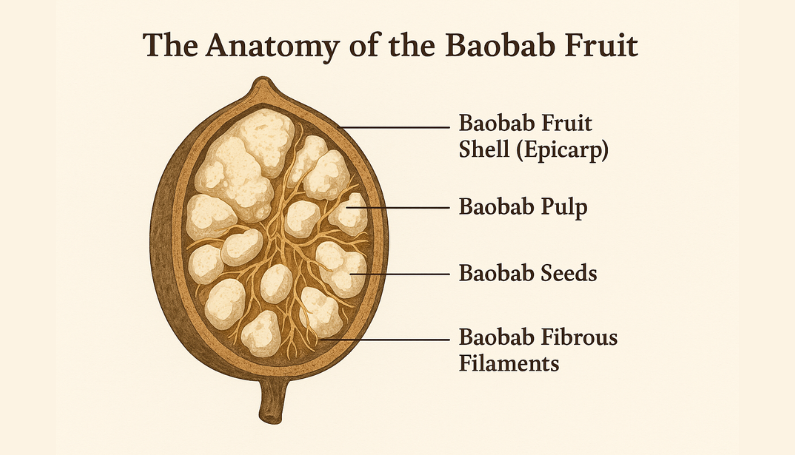 The Anatomy of the Baobab Fruit
Baobab Fruit
Shell (Epicarp)
Baobab Pulp
Baobab Seeds
Baobab Fibrous
Filaments